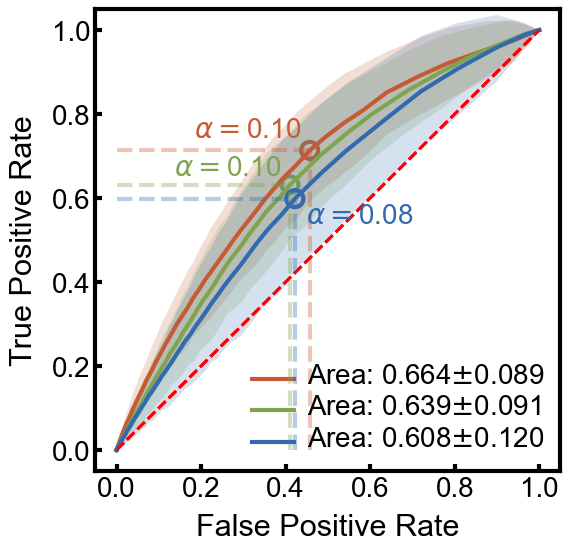 1.0
0.8
0.6
0.4
0.2
0.0
True Positive Rate
α = 0.10
α = 0.10
α = 0.08
Area: 0.664±0.089
Area: 0.639±0.091
Area: 0.608±0.120
0.0 0.2 0.4 0.6 0.8 1.0
False Positive Rate